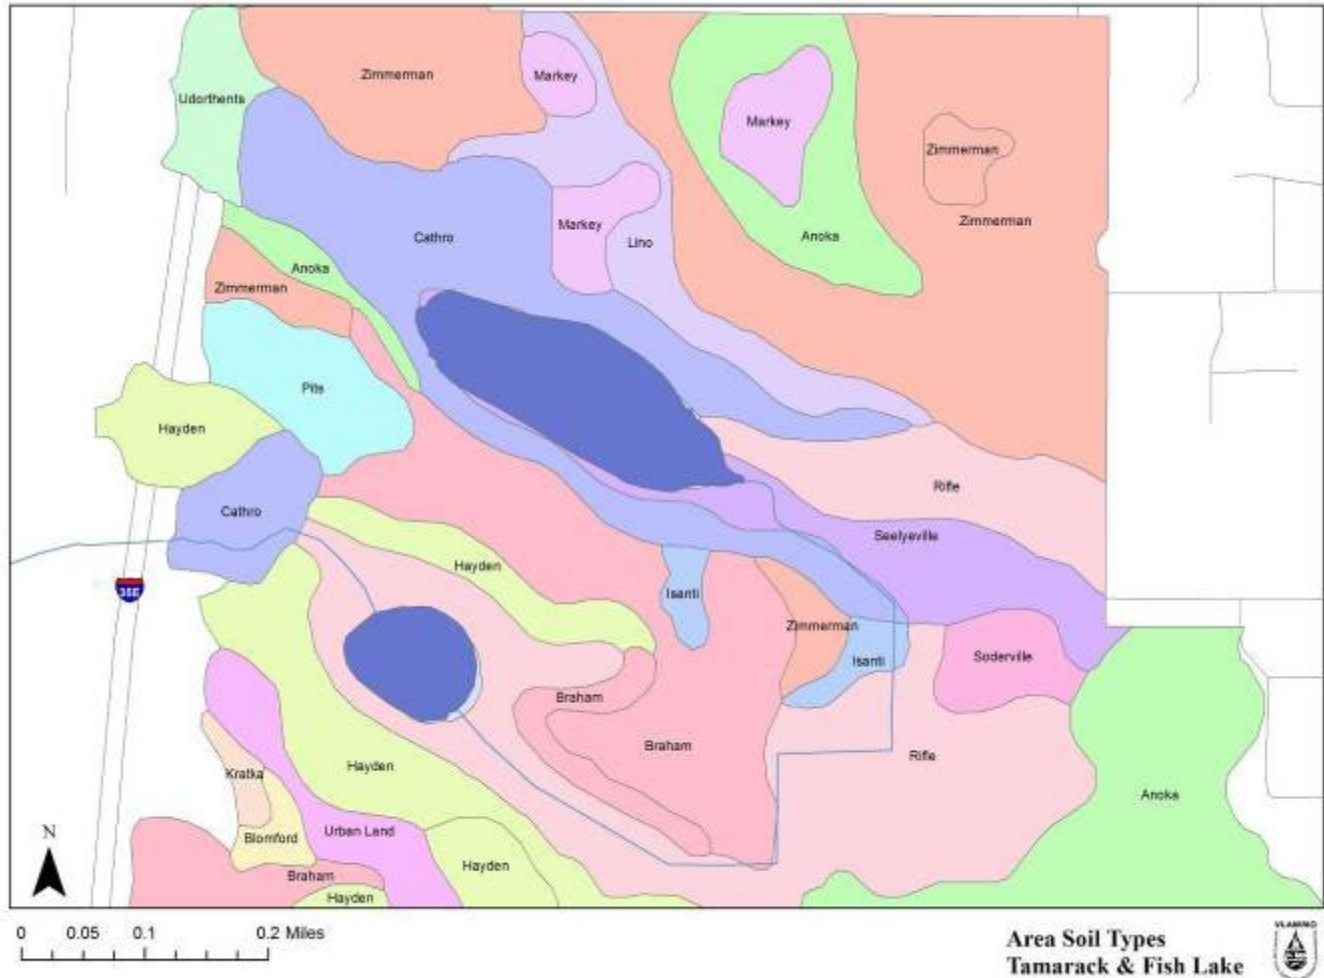 Zimmerman
Markey
Udorthents
Markey
Zimmerman
Zimmerman
Markey
Cathro
Lino
Anoka
Anoka
Zimmerman
Pits
Hayden
Rifle
Cathro
Seelyeville
Hayden
35E
Isanti
Zimmerman
Isanti
Soderville
Braham
Braham
Rifle
Hayden
Kratka
Anoka
Urban Land
Blomford
Hayden
Braham
Hayden
N
0 0.05 0.1 0.2 Miles
Area Soil Types
Tamarack & Fish Lake
VLAWMO